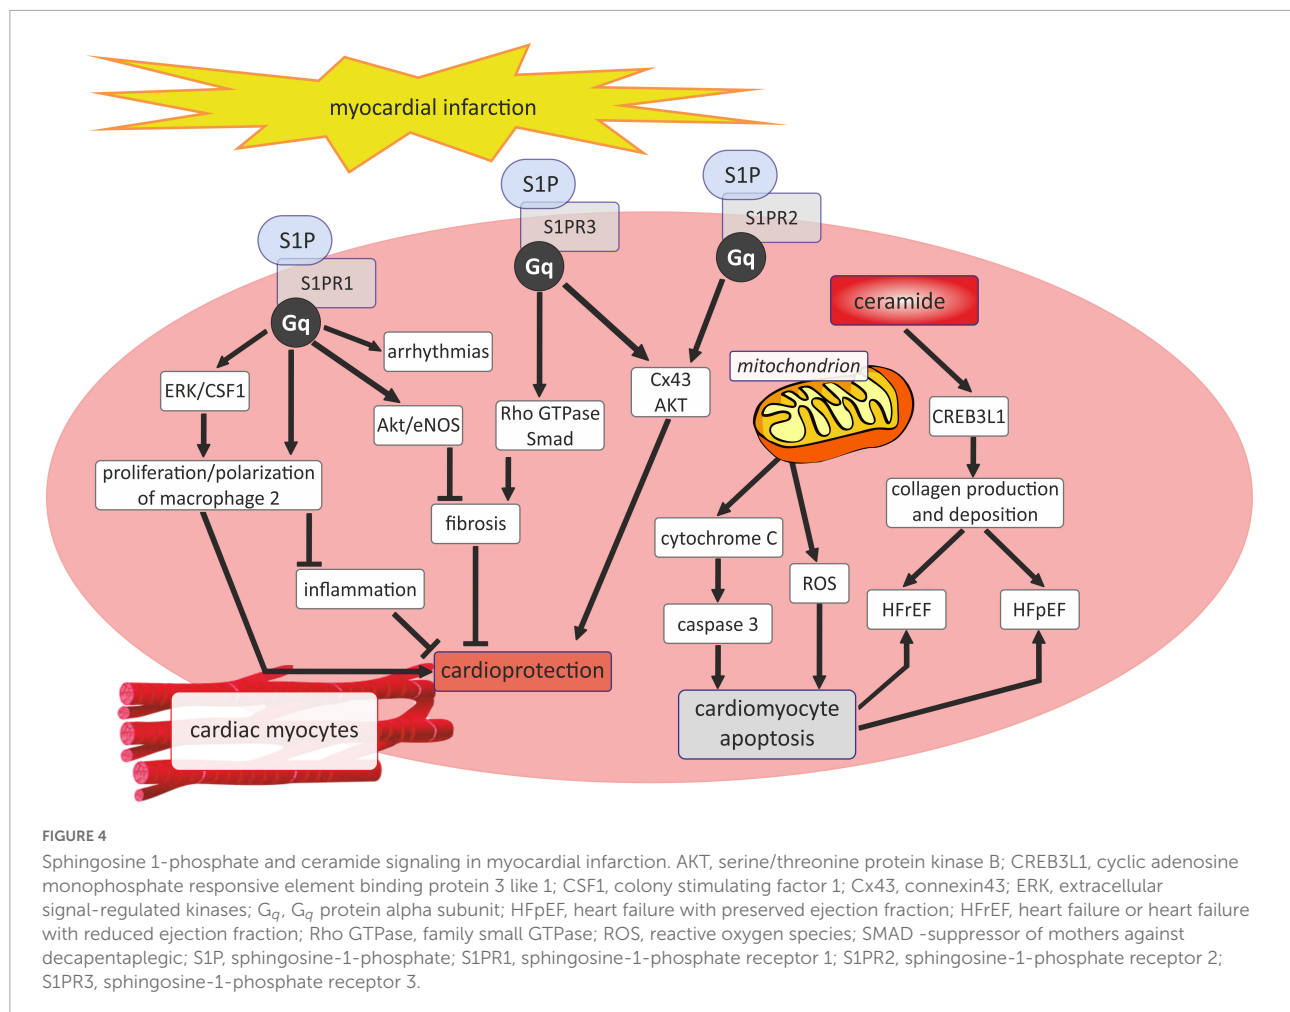 myocardial infarction
S1P
S1PR3
Gq
S1P
S1PR2
Gq
S1P
S1PR1
Gq
ceramide
arrhythmias
mitochondrion
ERK/CSF1
Cx43
AKT
Akt/eNOS
Rho GTPase
Smad
CREB3L1
proliferation/polarization
of macrophage 2
collagen production
and deposition
fibrosis
cytochrome C
inflammation
ROS
HFrEF
HFpEF
caspase 3
cardioprotection
cardiac myocytes
cardiomyocyte
apoptosis
FIGURE 4
Sphingosine 1-phosphate and ceramide signaling in myocardial infarction. AKT, serine/threonine protein kinase B; CREB3L1, cyclic adenosine
monophosphate responsive element binding protein 3 like 1; CSF1, colony stimulating factor 1; Cx43, connexin43; ERK, extracellular
signal-regulated kinases; Gq, Gq protein alpha subunit; HFpEF, heart failure with preserved ejection fraction; HFrEF, heart failure or heart failure
with reduced ejection fraction; Rho GTPase, family small GTPase; ROS, reactive oxygen species; SMAD -suppressor of mothers against
decapentaplegic; S1P, sphingosine-1-phosphate; S1PR1, sphingosine-1-phosphate receptor 1; S1PR2, sphingosine-1-phosphate receptor 2;
S1PR3, sphingosine-1-phosphate receptor 3.